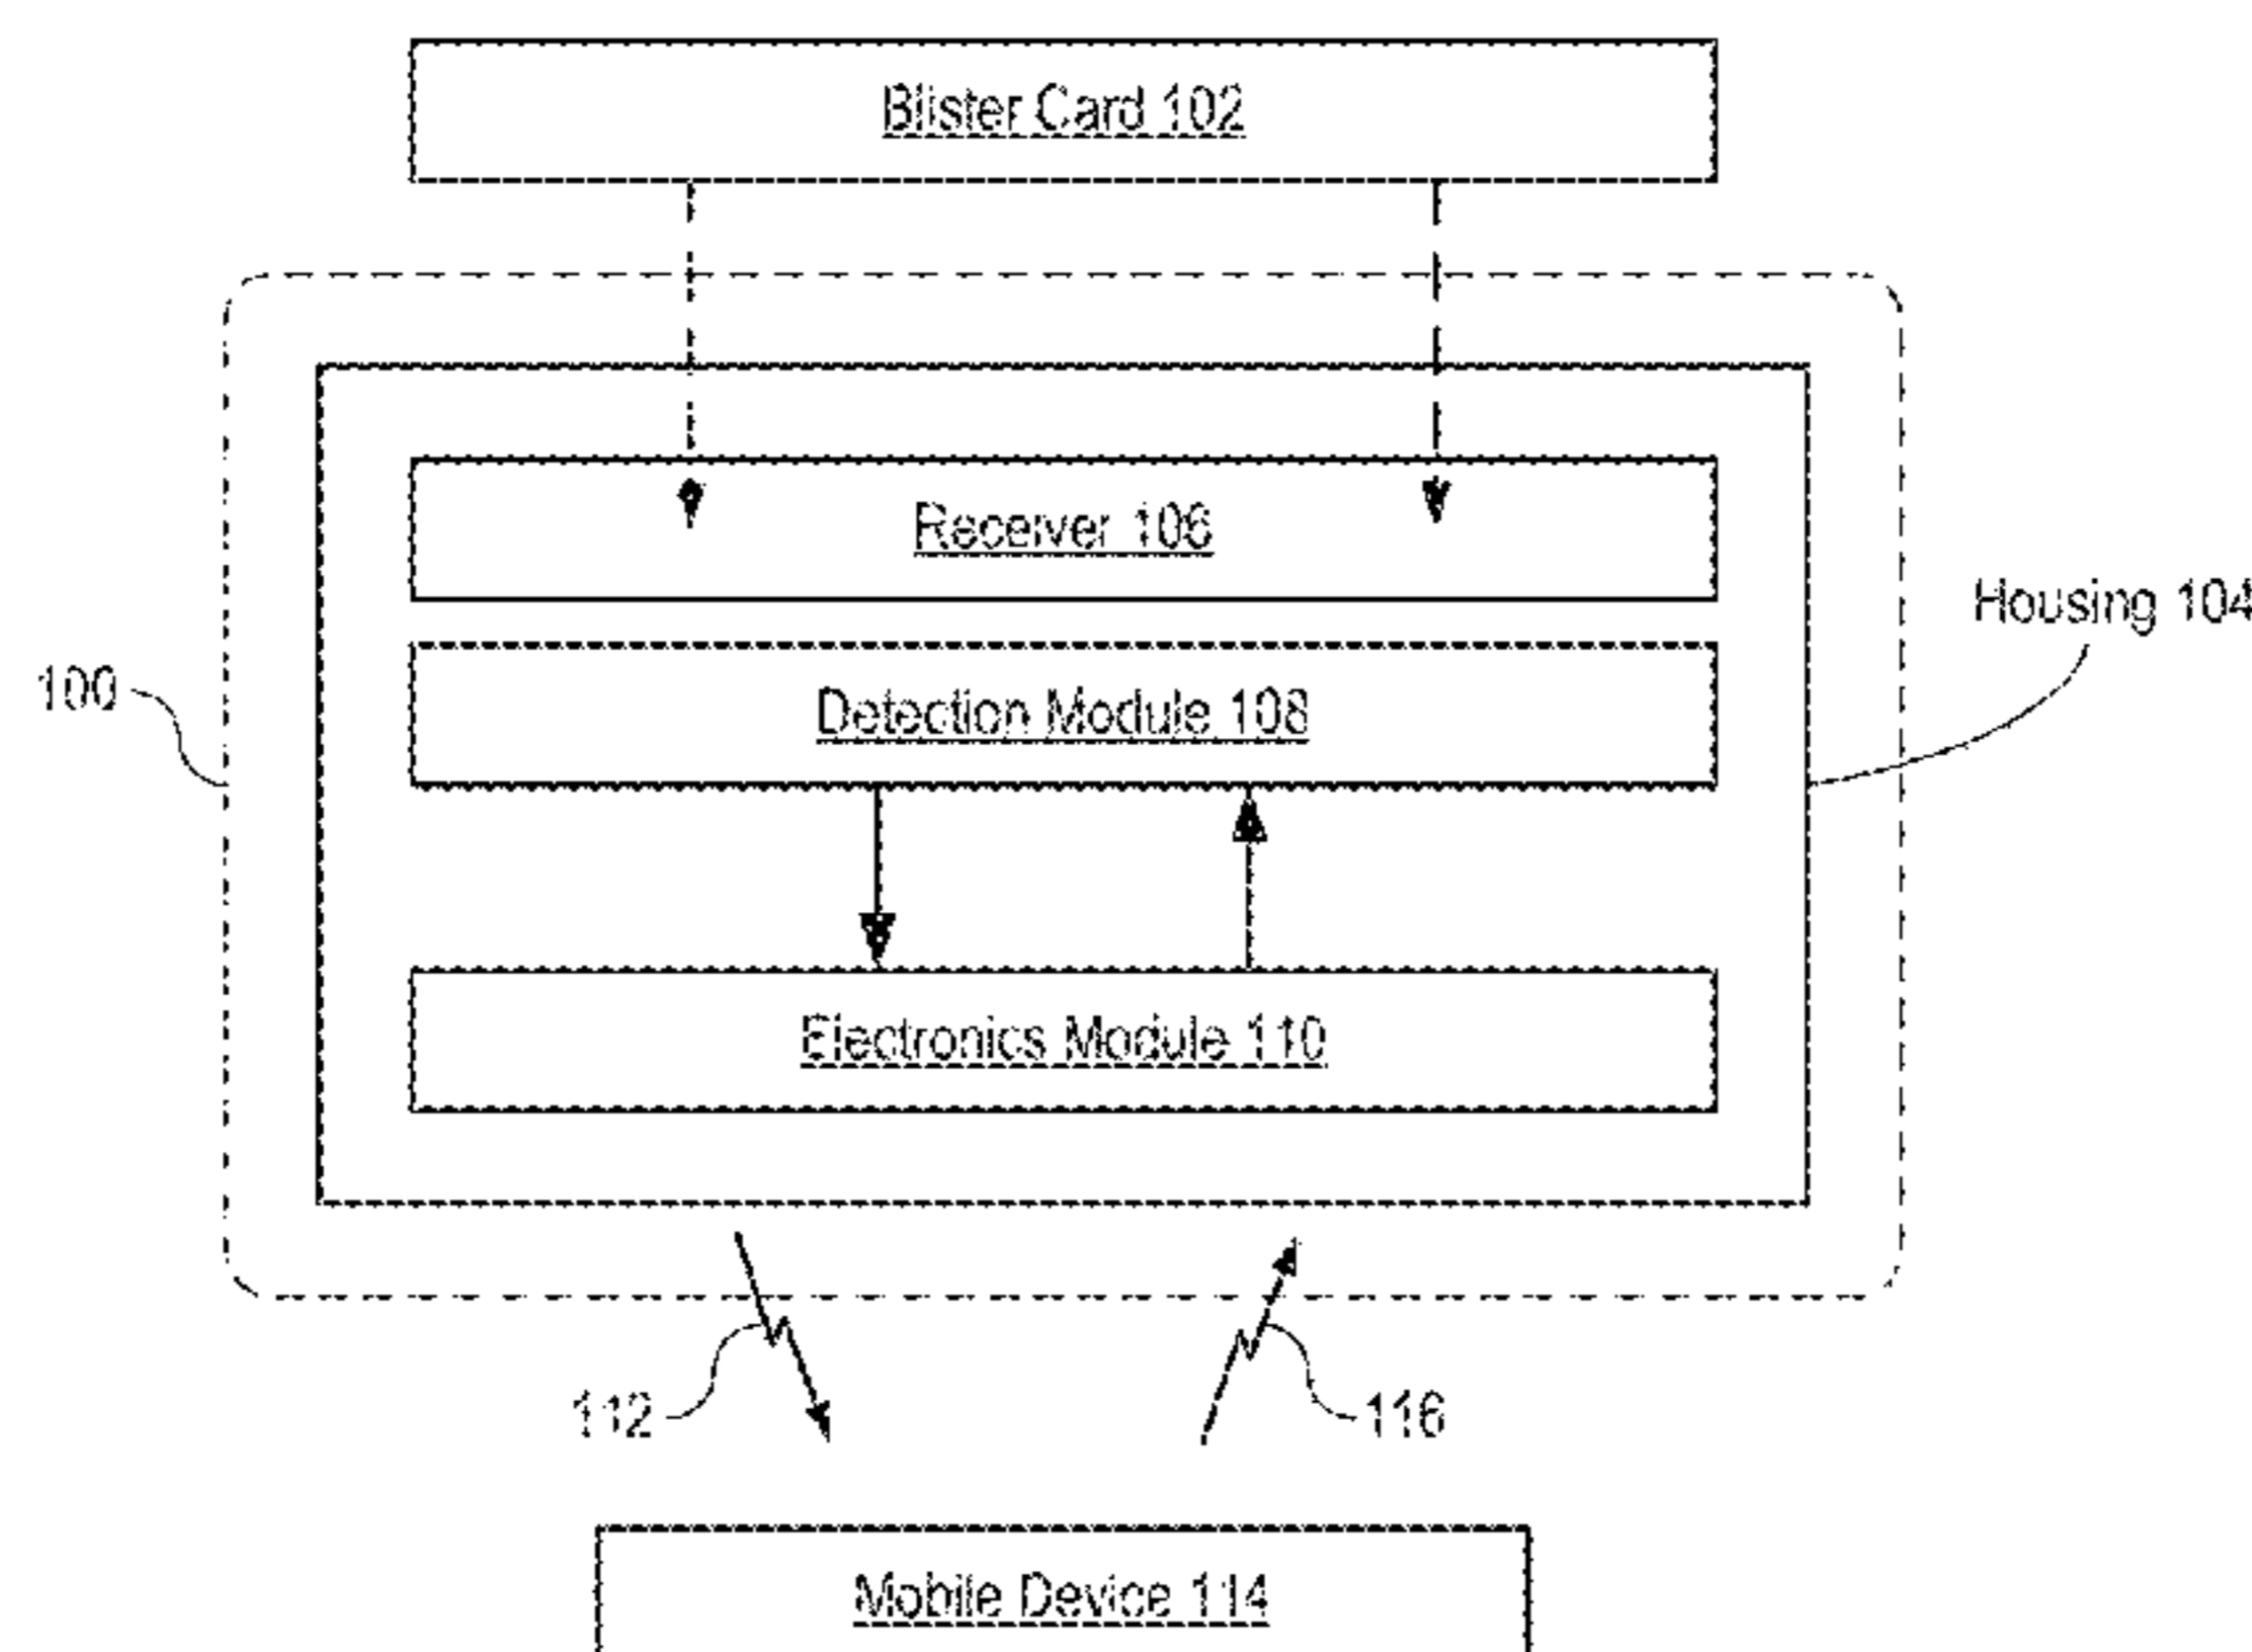 Blister Card 102
Receiver 106
Housing 104
100
Detection Module 108
Electronics Module 110
112
116
Mobile Device 114